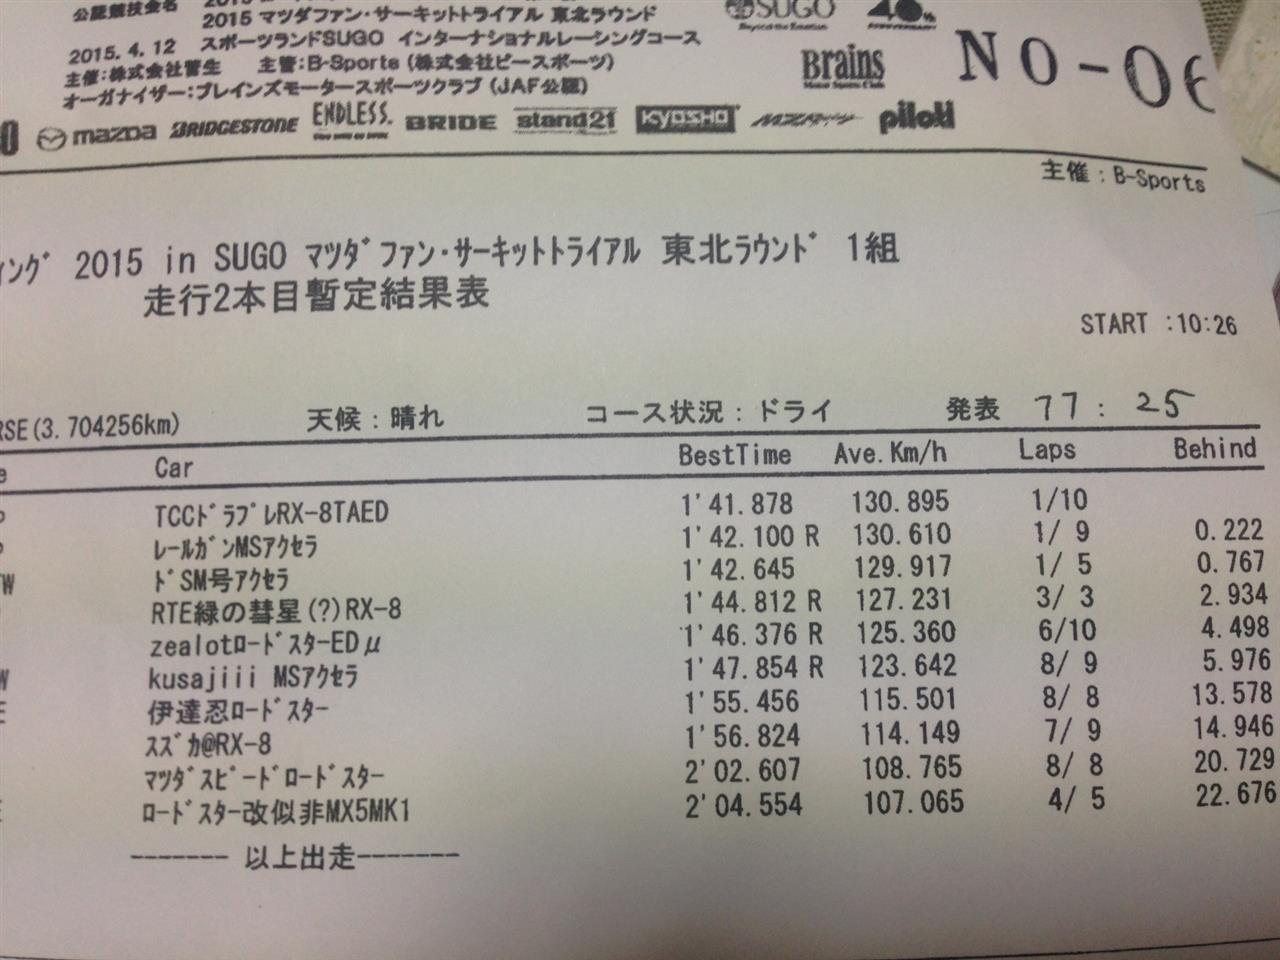 公認競技会名
2015 マツダファン・サーキットトライアル 東北ラウンド
2015. 4. 12 スポーツランドSUGO インターナショナルレーシングコース
主催:株式会社菅生 主管:B-Sports (株式会社ビースポーツ)
オーガナイザー:ブレインズモータースポーツクラブ (JAF公認)
SUGO
40th
Brains
Motor Sports Club
NO-06
mazda BRIDGESTONE ENDLESS. BRIDE stand21 KYOSHO piloti
主催:B-Sports
ィング 2015 in SUGO マツダファン・サーキットトライアル 東北ラウンド 1組
走行2本目暫定結果表
START :10:26
RSE(3.704256km) 天候:晴れ コース状況:ドライ 発表 11:25
Car BestTime Ave.Km/h Laps Behind
TCCドラプレRX-8TAED 1'41.878 130.895 1/10
レールガンMSアクセラ 1'42.100 R 130.610 1/ 9 0.222
ドSM号アクセラ 1'42.645 129.917 1/ 5 0.767
RTE緑の彗星(?)RX-8 1'44.812 R 127.231 3/ 3 2.934
zealotロードスターEDμ 1'46.376 R 125.360 6/10 4.498
kusajiii MSアクセラ 1'47.854 R 123.642 8/ 9 5.976
伊達忍ロードスター 1'55.456 115.501 8/ 8 13.578
スズカ@RX-8 1'56.824 114.149 7/ 9 14.946
マツダスピードロードスター 2'02.607 108.765 8/ 8 20.729
ロードスター改似非MX5MK1 2'04.554 107.065 4/ 5 22.676
------- 以上出走-------